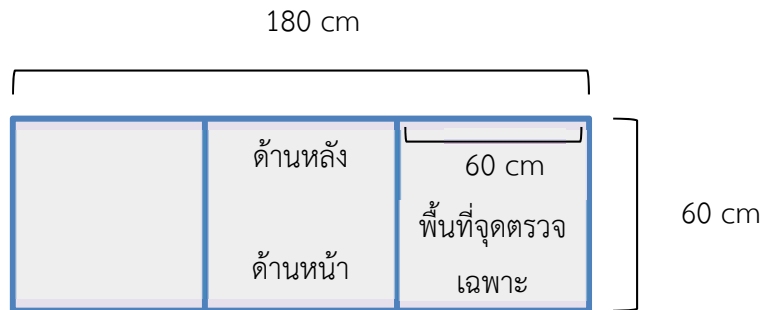 180 cm
ด้านหลัง
ด้านหน้า
60 cm
พื้นที่จุดตรวจ
เฉพาะ
60 cm